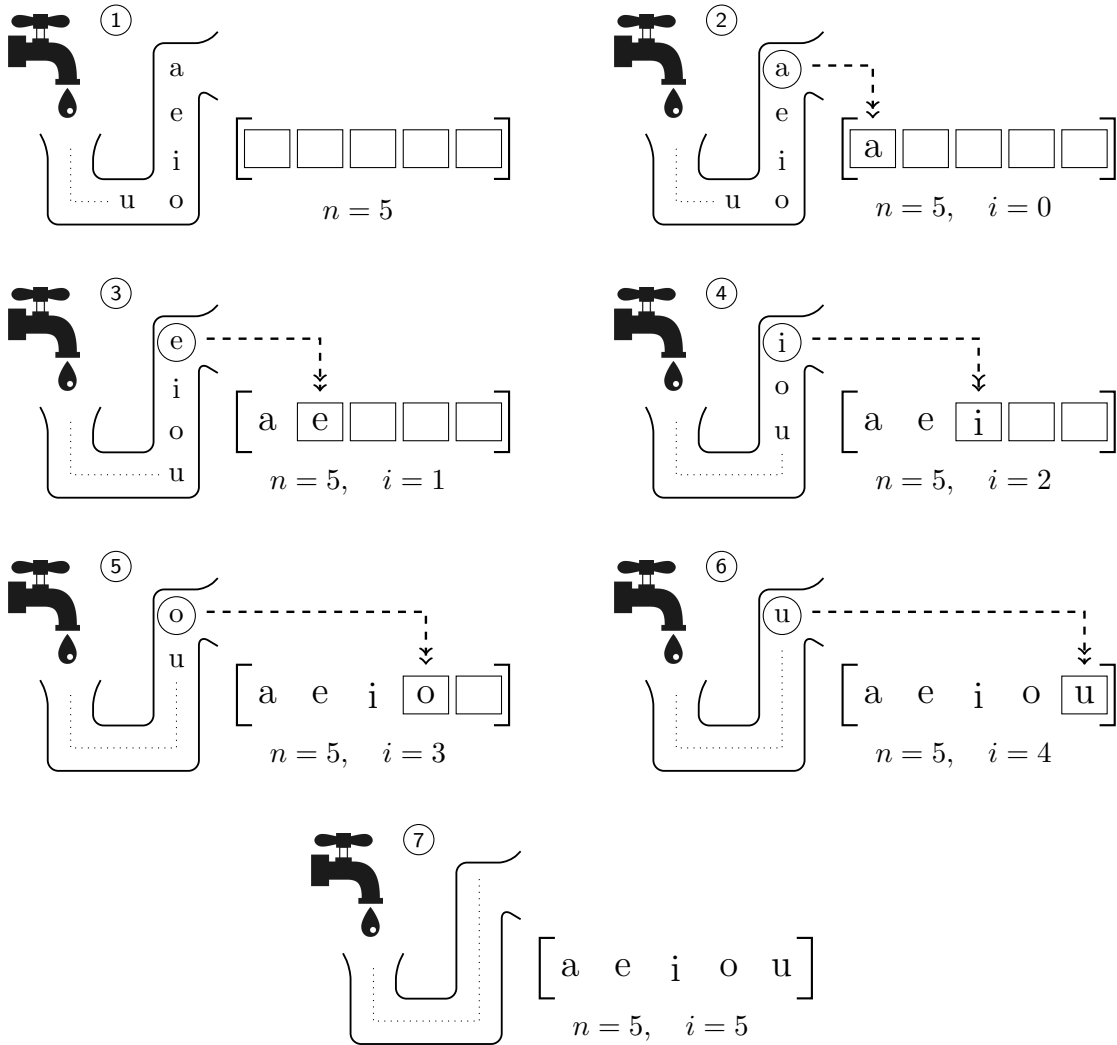 1
a
e
i
u o
n = 5
2
a
e
i
u o
a
n = 5, i = 0
3
e
i
o
u
a e
n = 5, i = 1
4
i
o
u
a e i
n = 5, i = 2
5
o
u
a e i o
n = 5, i = 3
6
u
a e i o u
n = 5, i = 4
7
a e i o u
n = 5, i = 5